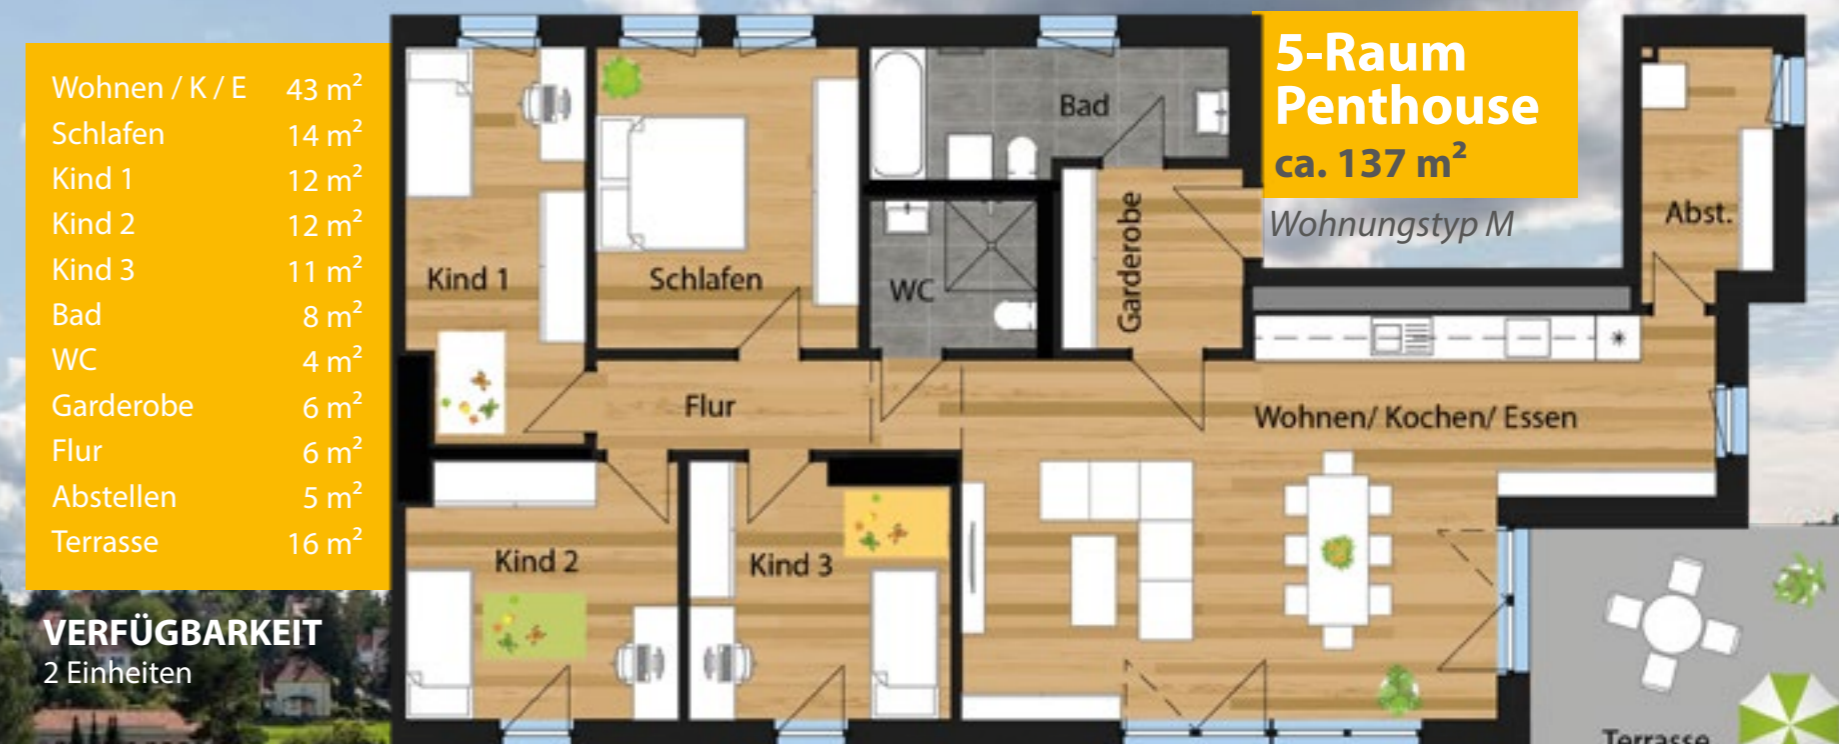 Wohnen / K / E 43 m²
Schlafen 14 m²
Kind 1 12 m²
Kind 2 12 m²
Kind 3 11 m²
Bad 8 m²
WC 4 m²
Garderobe 6 m²
Flur 6 m²
Abstellen 5 m²
Terrasse 16 m²
VERFÜGBARKEIT
2 Einheiten
5-Raum
Penthouse
ca. 137 m²
Wohnungstyp M
Bad
Abst.
Garderobe
Kind 1
Schlafen
WC
Flur
Wohnen/ Kochen/ Essen
Kind 2
Kind 3
Terrasse